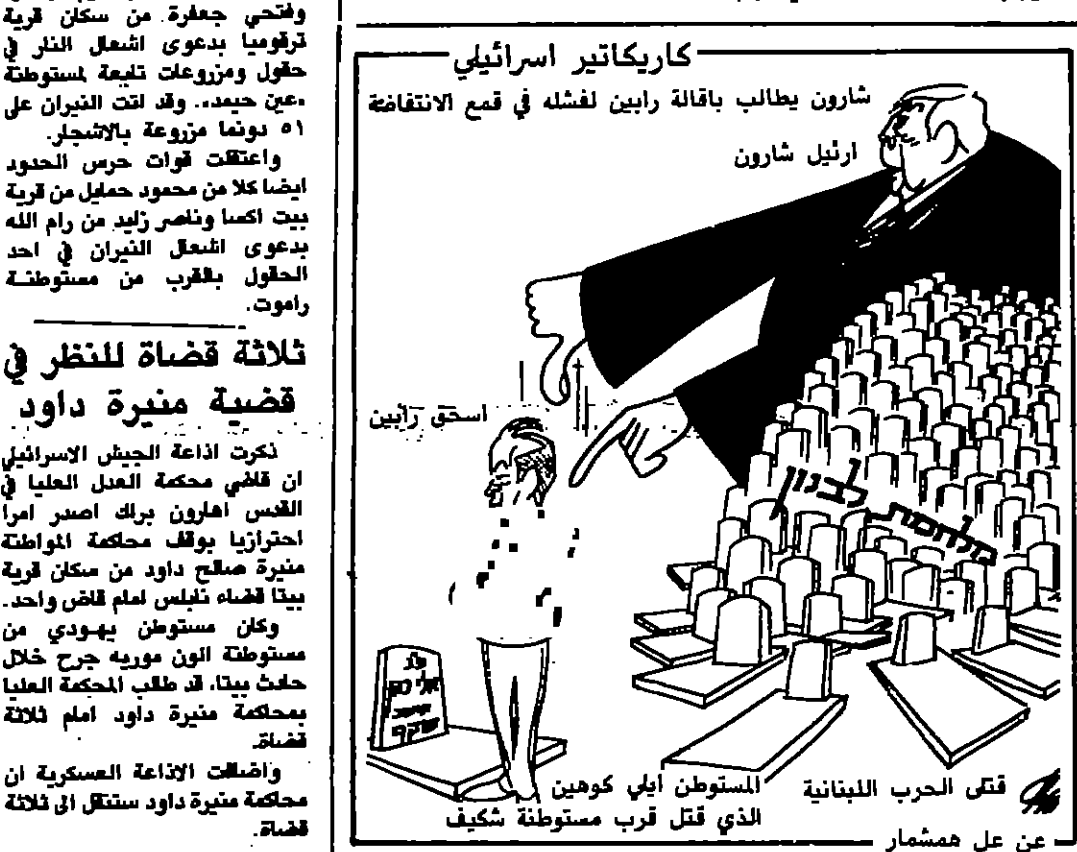 وفتحي جعفرة من سكان قرية
ترقوميا بدعوى اشعال النار في
حقول ومزروعات تابعة لمستوطنة
وقد اتت النيران على
٥١ دونما مزروعة بالاشجار.
واعتقلت قوات حرس الحدود
ايضا كلا من محمود حمايل من قرية
بيت اكسا وناصر زايد من رام الله
بدعوى اشعال النيران في احد
الحقول بالقرب من مستوطنة
راموت.
ثلاثة قضاة للنظر في
قضية منيرة داود
ذكرت اذاعة الجيش الاسرائيلي
ان قاضي محكمة العدل العليا في
القدس اهارون براك اصدر امرا
احترازيا بوقف محاكمة المواطنة
منيرة صالح داود من سكان قرية
بيتا قضاء نابلس امام قاض واحد.
وكان مستوطن يهودي من
مستوطنة الون موريه جرح خلال
حادث بيتا، قد طالب المحكمة العليا
بمحاكمة منيرة داود امام ثلاثة
قضاة.
واضافت الاذاعة العسكرية ان
محاكمة منيرة داود ستنتقل الى ثلاثة
قضاة.
كاريكاتير اسرائيلي
شارون يطالب باقالة رابين لفشله في قمع الانتفاضة
ارئيل شارون
اسحق رابين
מלחמת לבנון
المستوطن ايلي كوهين
الذي قتل قرب مستوطنة شكيف
قتلى الحرب اللبنانية
عن عل همشمار